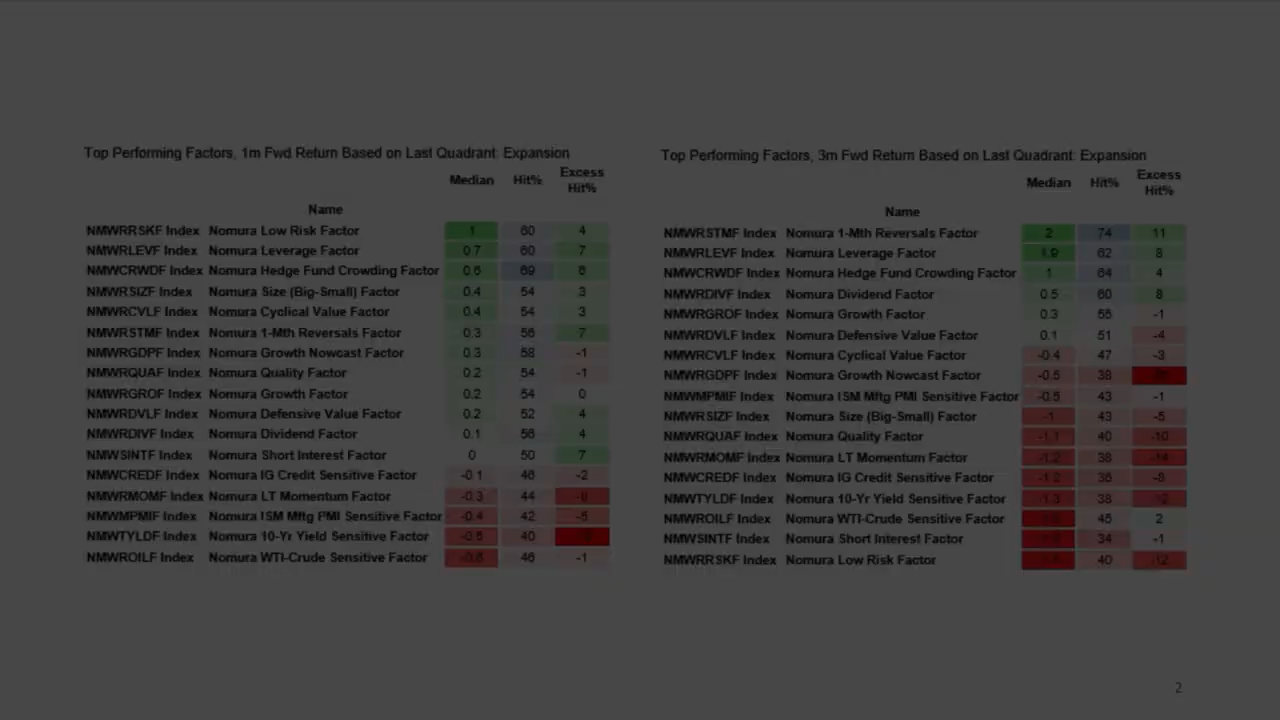 Top Performing Factors, 1m Fwd Return Based on Last Quadrant: Expansion
Median Hit% Excess Hit%
Name
NMWRRSKF Index Nomura Low Risk Factor 1 60 4
NMWRLEVF Index Nomura Leverage Factor 0.7 60 7
NMWCRWDF Index Nomura Hedge Fund Crowding Factor 0.6 69 6
NMWRSIZF Index Nomura Size (Big-Small) Factor 0.4 54 3
NMWRCVLF Index Nomura Cyclical Value Factor 0.4 54 3
NMWRSTMF Index Nomura 1-Mth Reversals Factor 0.3 56 7
NMWRGDPF Index Nomura Growth Nowcast Factor 0.3 58 -1
NMWRQUAF Index Nomura Quality Factor 0.2 54 -1
NMWRGROF Index Nomura Growth Factor 0.2 54 0
NMWRDVLF Index Nomura Defensive Value Factor 0.2 52 4
NMWRDIVF Index Nomura Dividend Factor 0.1 56 4
NMWSINTF Index Nomura Short Interest Factor 0 50 7
NMWCREDF Index Nomura IG Credit Sensitive Factor -0.1 46 -2
NMWRMOMF Index Nomura LT Momentum Factor -0.3 44
NMWMPMIF Index Nomura ISM Mftg PMI Sensitive Factor -0.4 42 -5
NMWTYLDF Index Nomura 10-Yr Yield Sensitive Factor -0.5 40
NMWROILF Index Nomura WTI-Crude Sensitive Factor 46 -1
Top Performing Factors, 3m Fwd Return Based on Last Quadrant: Expansion
Median Hit% Excess Hit%
Name
NMWRSTMF Index Nomura 1-Mth Reversals Factor 2 74 11
NMWRLEVF Index Nomura Leverage Factor 1.9 62 8
NMWCRWDF Index Nomura Hedge Fund Crowding Factor 1 64 4
NMWRDIVF Index Nomura Dividend Factor 0.5 60 8
NMWRGROF Index Nomura Growth Factor 0.3 55 -1
NMWRDVLF Index Nomura Defensive Value Factor 0.1 51 -4
NMWRCVLF Index Nomura Cyclical Value Factor -0.4 47 -3
NMWRGDPF Index Nomura Growth Nowcast Factor -0.5 38
NMWMPMIF Index Nomura ISM Mftg PMI Sensitive Factor -0.5 43 -1
NMWRSIZF Index Nomura Size (Big-Small) Factor -1 43 -5
NMWRQUAF Index Nomura Quality Factor -1.1 40 -10
NMWRMOMF Index Nomura LT Momentum Factor -1.2 38 -14
NMWCREDF Index Nomura IG Credit Sensitive Factor -1.2 36 -9
NMWTYLDF Index Nomura 10-Yr Yield Sensitive Factor -1.3 38 -12
NMWROILF Index Nomura WTI-Crude Sensitive Factor 45 2
NMWSINTF Index Nomura Short Interest Factor 34 -1
NMWRRSKF Index Nomura Low Risk Factor 40 -12
2